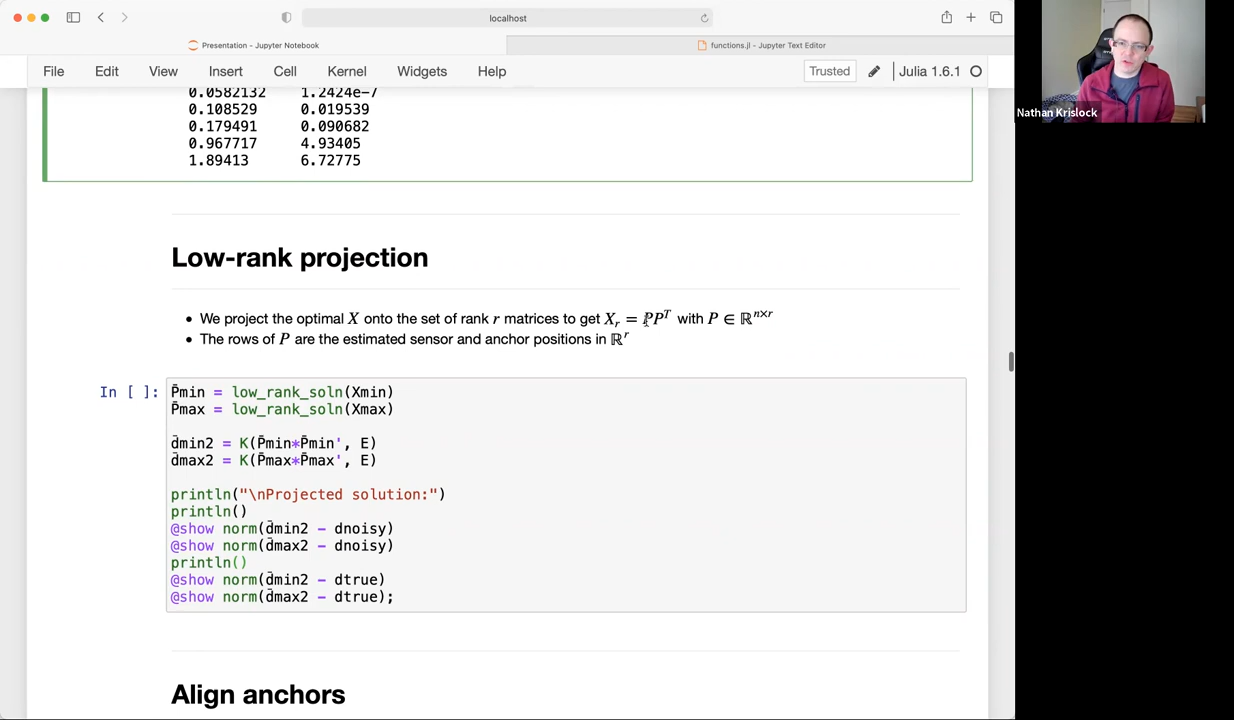 localhost
Presentation - Jupyter Notebook
functions.jl - Jupyter Text Editor
File Edit View Insert Cell Kernel Widgets Help
Trusted
Julia 1.6.1
Nathan Krislock
0.0582132 1.2424e-7
0.108529 0.019539
0.179491 0.090682
0.967717 4.93405
1.89413 6.72775
Low-rank projection
• We project the optimal X onto the set of rank r matrices to get Xᵣ = PPᵀ with P ∈ ℝⁿˣʳ
• The rows of P are the estimated sensor and anchor positions in ℝʳ
In [ ]:
P̄min = low_rank_soln(Xmin)
P̄max = low_rank_soln(Xmax)
d̄min2 = K(P̄min*P̄min', E)
d̄max2 = K(P̄max*P̄max', E)
println("\nProjected solution:")
println()
@show norm(d̄min2 - dnoisy)
@show norm(d̄max2 - dnoisy)
println()
@show norm(d̄min2 - dtrue)
@show norm(d̄max2 - dtrue);
Align anchors